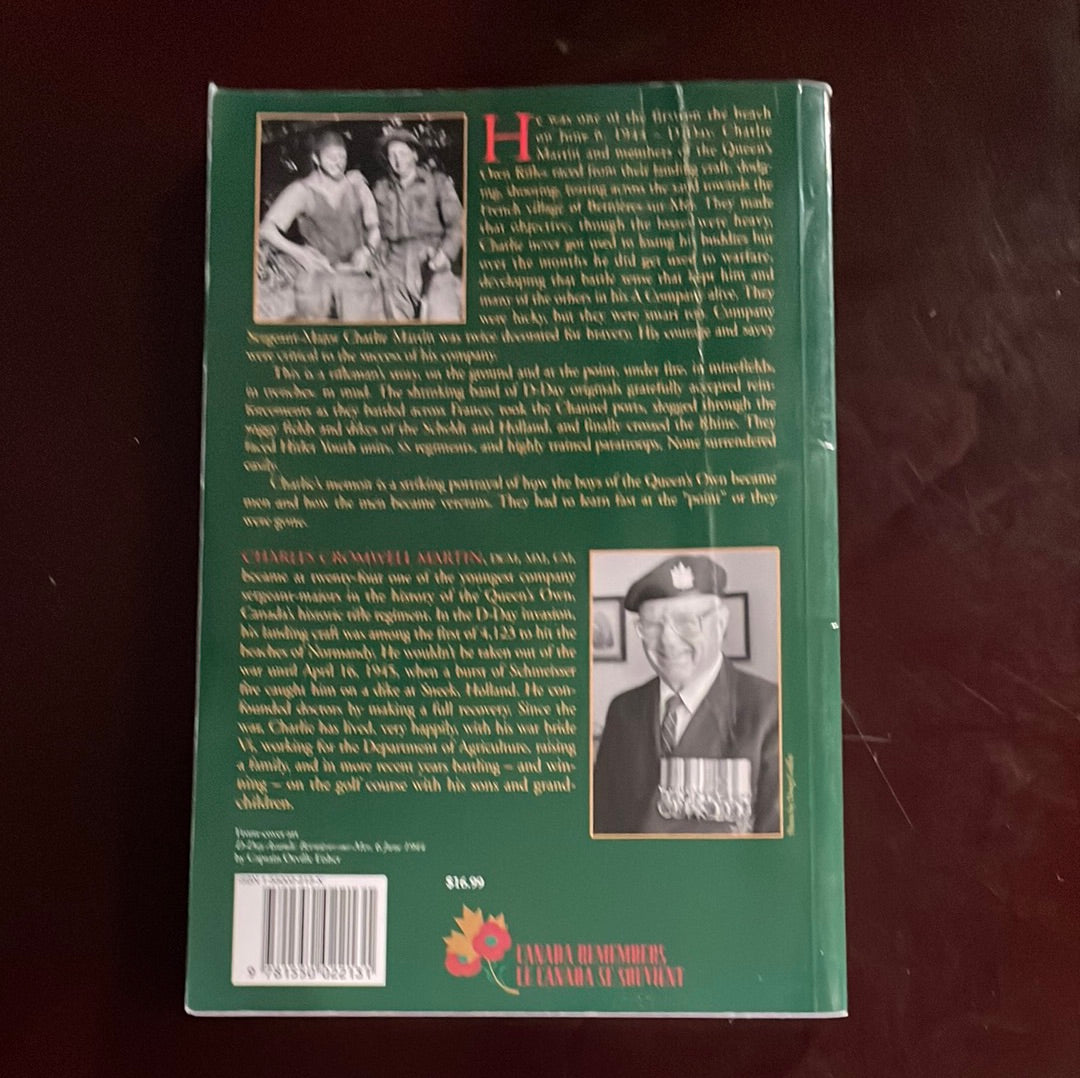 He was one of the first on the beach
on June 6, 1944 – D-Day. Charlie
Martin and members of the Queen's
Own Rifles raced from their landing craft, dodg-
ing, shooting, tearing across the sand towards the
French village of Bernières-sur-Mer. They made
that objective, though the losses were heavy.
Charlie never got used to losing his buddies but
over the months he did get used to warfare,
developing that battle sense that kept him and
many of the others in his A Company alive. They
were lucky, but they were smart too. Company
Sergeant-Major Charlie Martin was twice decorated for bravery. His courage and savvy
were critical to the success of his company.
This is a rifleman's story, on the ground and at the point, under fire, in minefields,
in trenches, in mud. The shrinking band of D-Day originals gratefully accepted rein-
forcements as they battled across France, took the Channel ports, slogged through the
soggy fields and dikes of the Scheldt and Holland, and finally crossed the Rhine. They
faced Hitler Youth units, SS regiments, and highly trained paratroops. None surrendered
easily.
Charlie's memoir is a striking portrayal of how the boys of the Queen's Own became
men and how the men became veterans. They had to learn fast at the "point" or they
were gone.
CHARLES CROMWELL MARTIN, DCM, MM, CM,
became at twenty-four one of the youngest company
sergeant-majors in the history of the Queen's Own,
Canada's historic rifle regiment. In the D-Day invasion,
his landing craft was among the first of 4,123 to hit the
beaches of Normandy. He wouldn't be taken out of the
war until April 16, 1945, when a burst of Schmeisser
fire caught him on a dike at Sneek, Holland. He con-
founded doctors by making a full recovery. Since the
war, Charlie has lived, very happily, with his war bride
Vi, working for the Department of Agriculture, raising
a family, and in more recent years battling – and win-
ning – on the golf course with his sons and grand-
children.
Front-cover art
D-Day Assault, Bernières-sur-Mer, 6 June 1944
by Captain Orville Fisher
$16.99
9 781550 022131
CANADA REMEMBERS
LE CANADA SE SOUVIENT